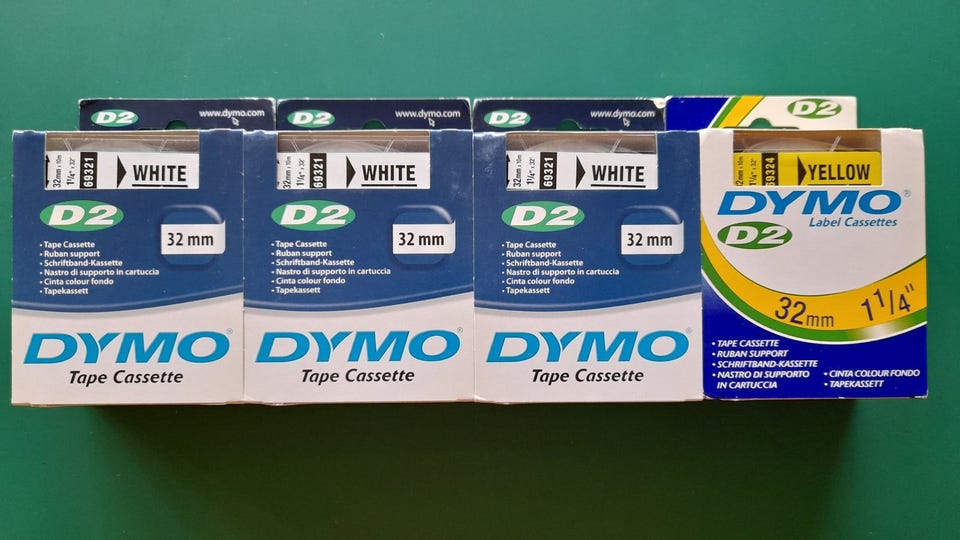 D2
www.dymo.com
32mm x 10m
1¼" x 32'
69321
WHITE
D2
32 mm
• Tape Cassette
• Ruban support
• Schriftband-Kassette
• Nastro di supporto in cartuccia
• Cinta colour fondo
• Tapekassett
DYMO®
Tape Cassette
D2
www.dymo.com
32mm x 10m
1¼" x 32'
69321
WHITE
D2
32 mm
• Tape Cassette
• Ruban support
• Schriftband-Kassette
• Nastro di supporto in cartuccia
• Cinta colour fondo
• Tapekassett
DYMO®
Tape Cassette
D2
www.dymo.com
32mm x 10m
1¼" x 32'
69321
WHITE
D2
32 mm
• Tape Cassette
• Ruban support
• Schriftband-Kassette
• Nastro di supporto in cartuccia
• Cinta colour fondo
• Tapekassett
DYMO®
Tape Cassette
D2
32mm x 10m
1¼" x 32'
69324
YELLOW
DYMO®
Label Cassettes
D2
32mm 1 1/4"
• TAPE CASSETTE
• RUBAN SUPPORT
• SCHRIFTBAND-KASSETTE
• NASTRO DI SUPPORTO
IN CARTUCCIA
• CINTA COLOUR FONDO
• TAPEKASSETT